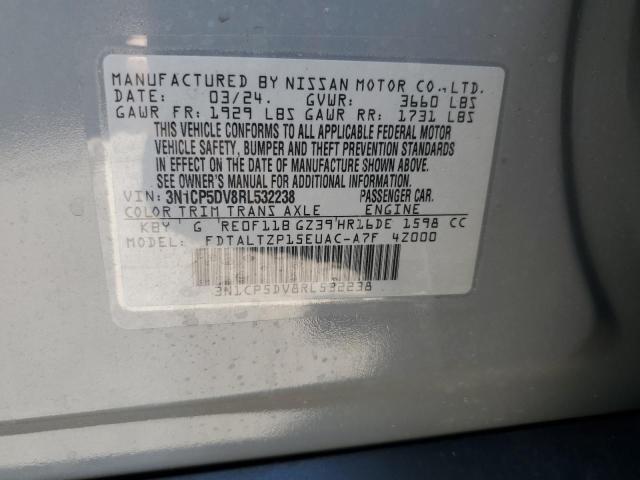 MANUFACTURED BY NISSAN MOTOR CO., LTD.
DATE: 03/24. GVWR: 3660 LBS
GAWR FR: 1929 LBS GAWR RR: 1731 LBS
THIS VEHICLE CONFORMS TO ALL APPLICABLE FEDERAL MOTOR
VEHICLE SAFETY, BUMPER AND THEFT PREVENTION STANDARDS
IN EFFECT ON THE DATE OF MANUFACTURE SHOWN ABOVE.
SEE OWNER'S MANUAL FOR ADDITIONAL INFORMATION.
VIN: 3N1CP5DV8RL532238 PASSENGER CAR.
COLOR TRIM TRANS AXLE ENGINE
KBY G RE0F11B GZ39 HR16DE 1598 CC
MODEL: FDTALTZP15EUAC-A7F 4Z000
3N1CP5DV8RL532238